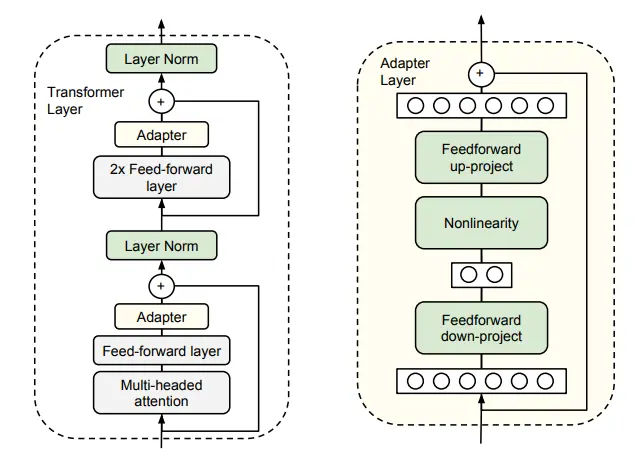 Layer Norm
Transformer
Layer
+
Adapter
2x Feed-forward
layer
Layer Norm
+
Adapter
Feed-forward layer
Multi-headed
attention
Adapter
Layer
+
Feedforward
up-project
Nonlinearity
Feedforward
down-project